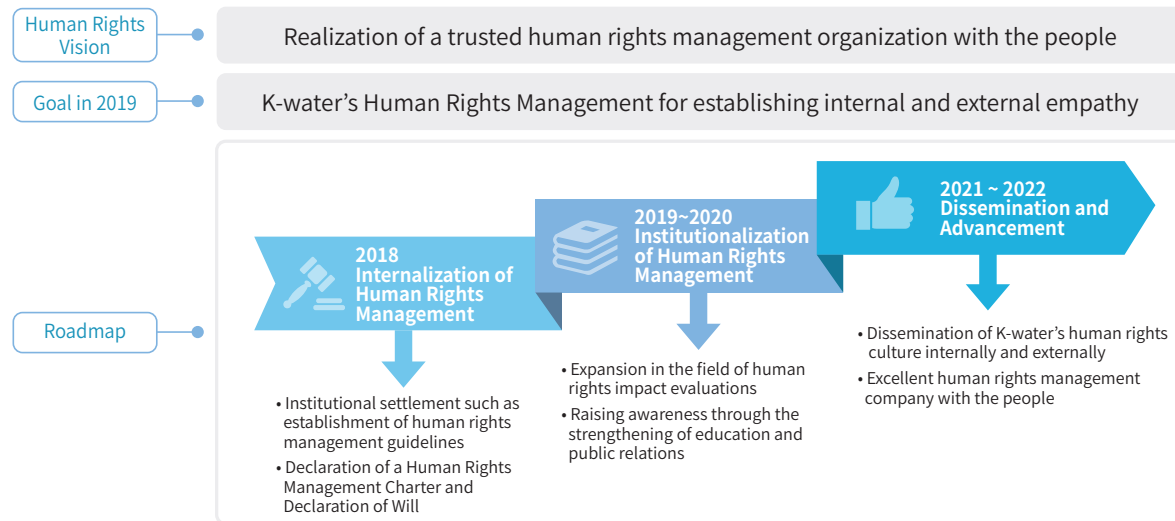 Human Rights
Vision
Realization of a trusted human rights management organization with the people
Goal in 2019
K-water's Human Rights Management for establishing internal and external empathy
Roadmap
2018
Internalization of
Human Rights
Management
• Institutional settlement such as
establishment of human rights
management guidelines
• Declaration of a Human Rights
Management Charter and
Declaration of Will
2019~2020
Institutionalization
of Human Rights
Management
• Expansion in the field of human
rights impact evaluations
• Raising awareness through the
strengthening of education and
public relations
2021 ~ 2022
Dissemination and
Advancement
• Dissemination of K-water's human rights
culture internally and externally
• Excellent human rights management
company with the people